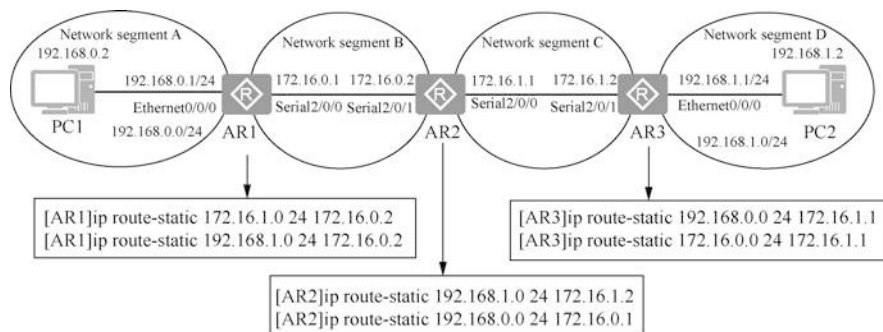 Network segment A
192.168.0.2
192.168.0.1/24
Ethernet0/0/0
PC1
192.168.0.0/24
AR1
Network segment B
172.16.0.1 172.16.0.2
Serial2/0/0 Serial2/0/1
AR2
Network segment C
172.16.1.1 172.16.1.2
Serial2/0/0 Serial2/0/1
AR3
Network segment D
192.168.1.2
192.168.1.1/24
Ethernet0/0/0
PC2
192.168.1.0/24
R
R
R
[AR1]ip route-static 172.16.1.0 24 172.16.0.2
[AR1]ip route-static 192.168.1.0 24 172.16.0.2
[AR3]ip route-static 192.168.0.0 24 172.16.1.1
[AR3]ip route-static 172.16.0.0 24 172.16.1.1
[AR2]ip route-static 192.168.1.0 24 172.16.1.2
[AR2]ip route-static 192.168.0.0 24 172.16.0.1